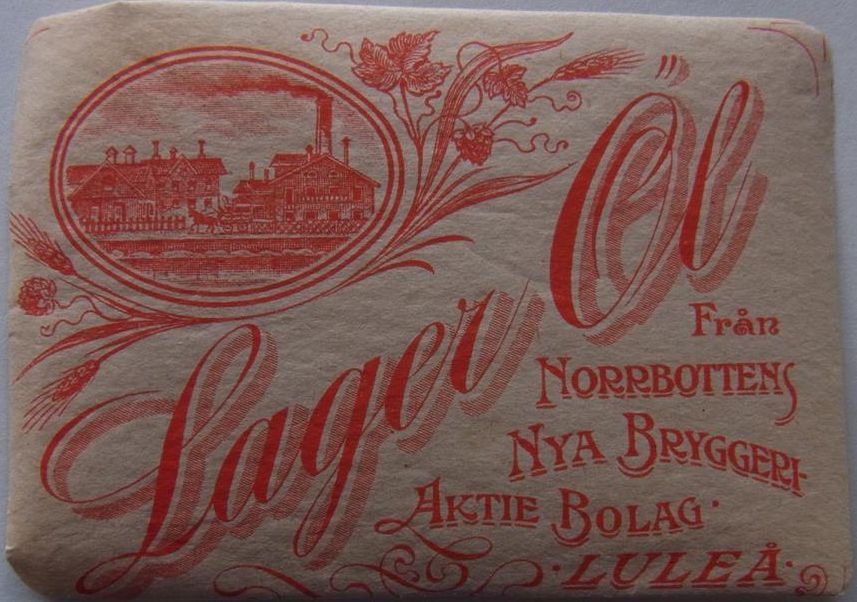 Lager Öl
Från
NORRBOTTENS
NYA BRYGGERI-
AKTIE BOLAG·
·LULEÅ·